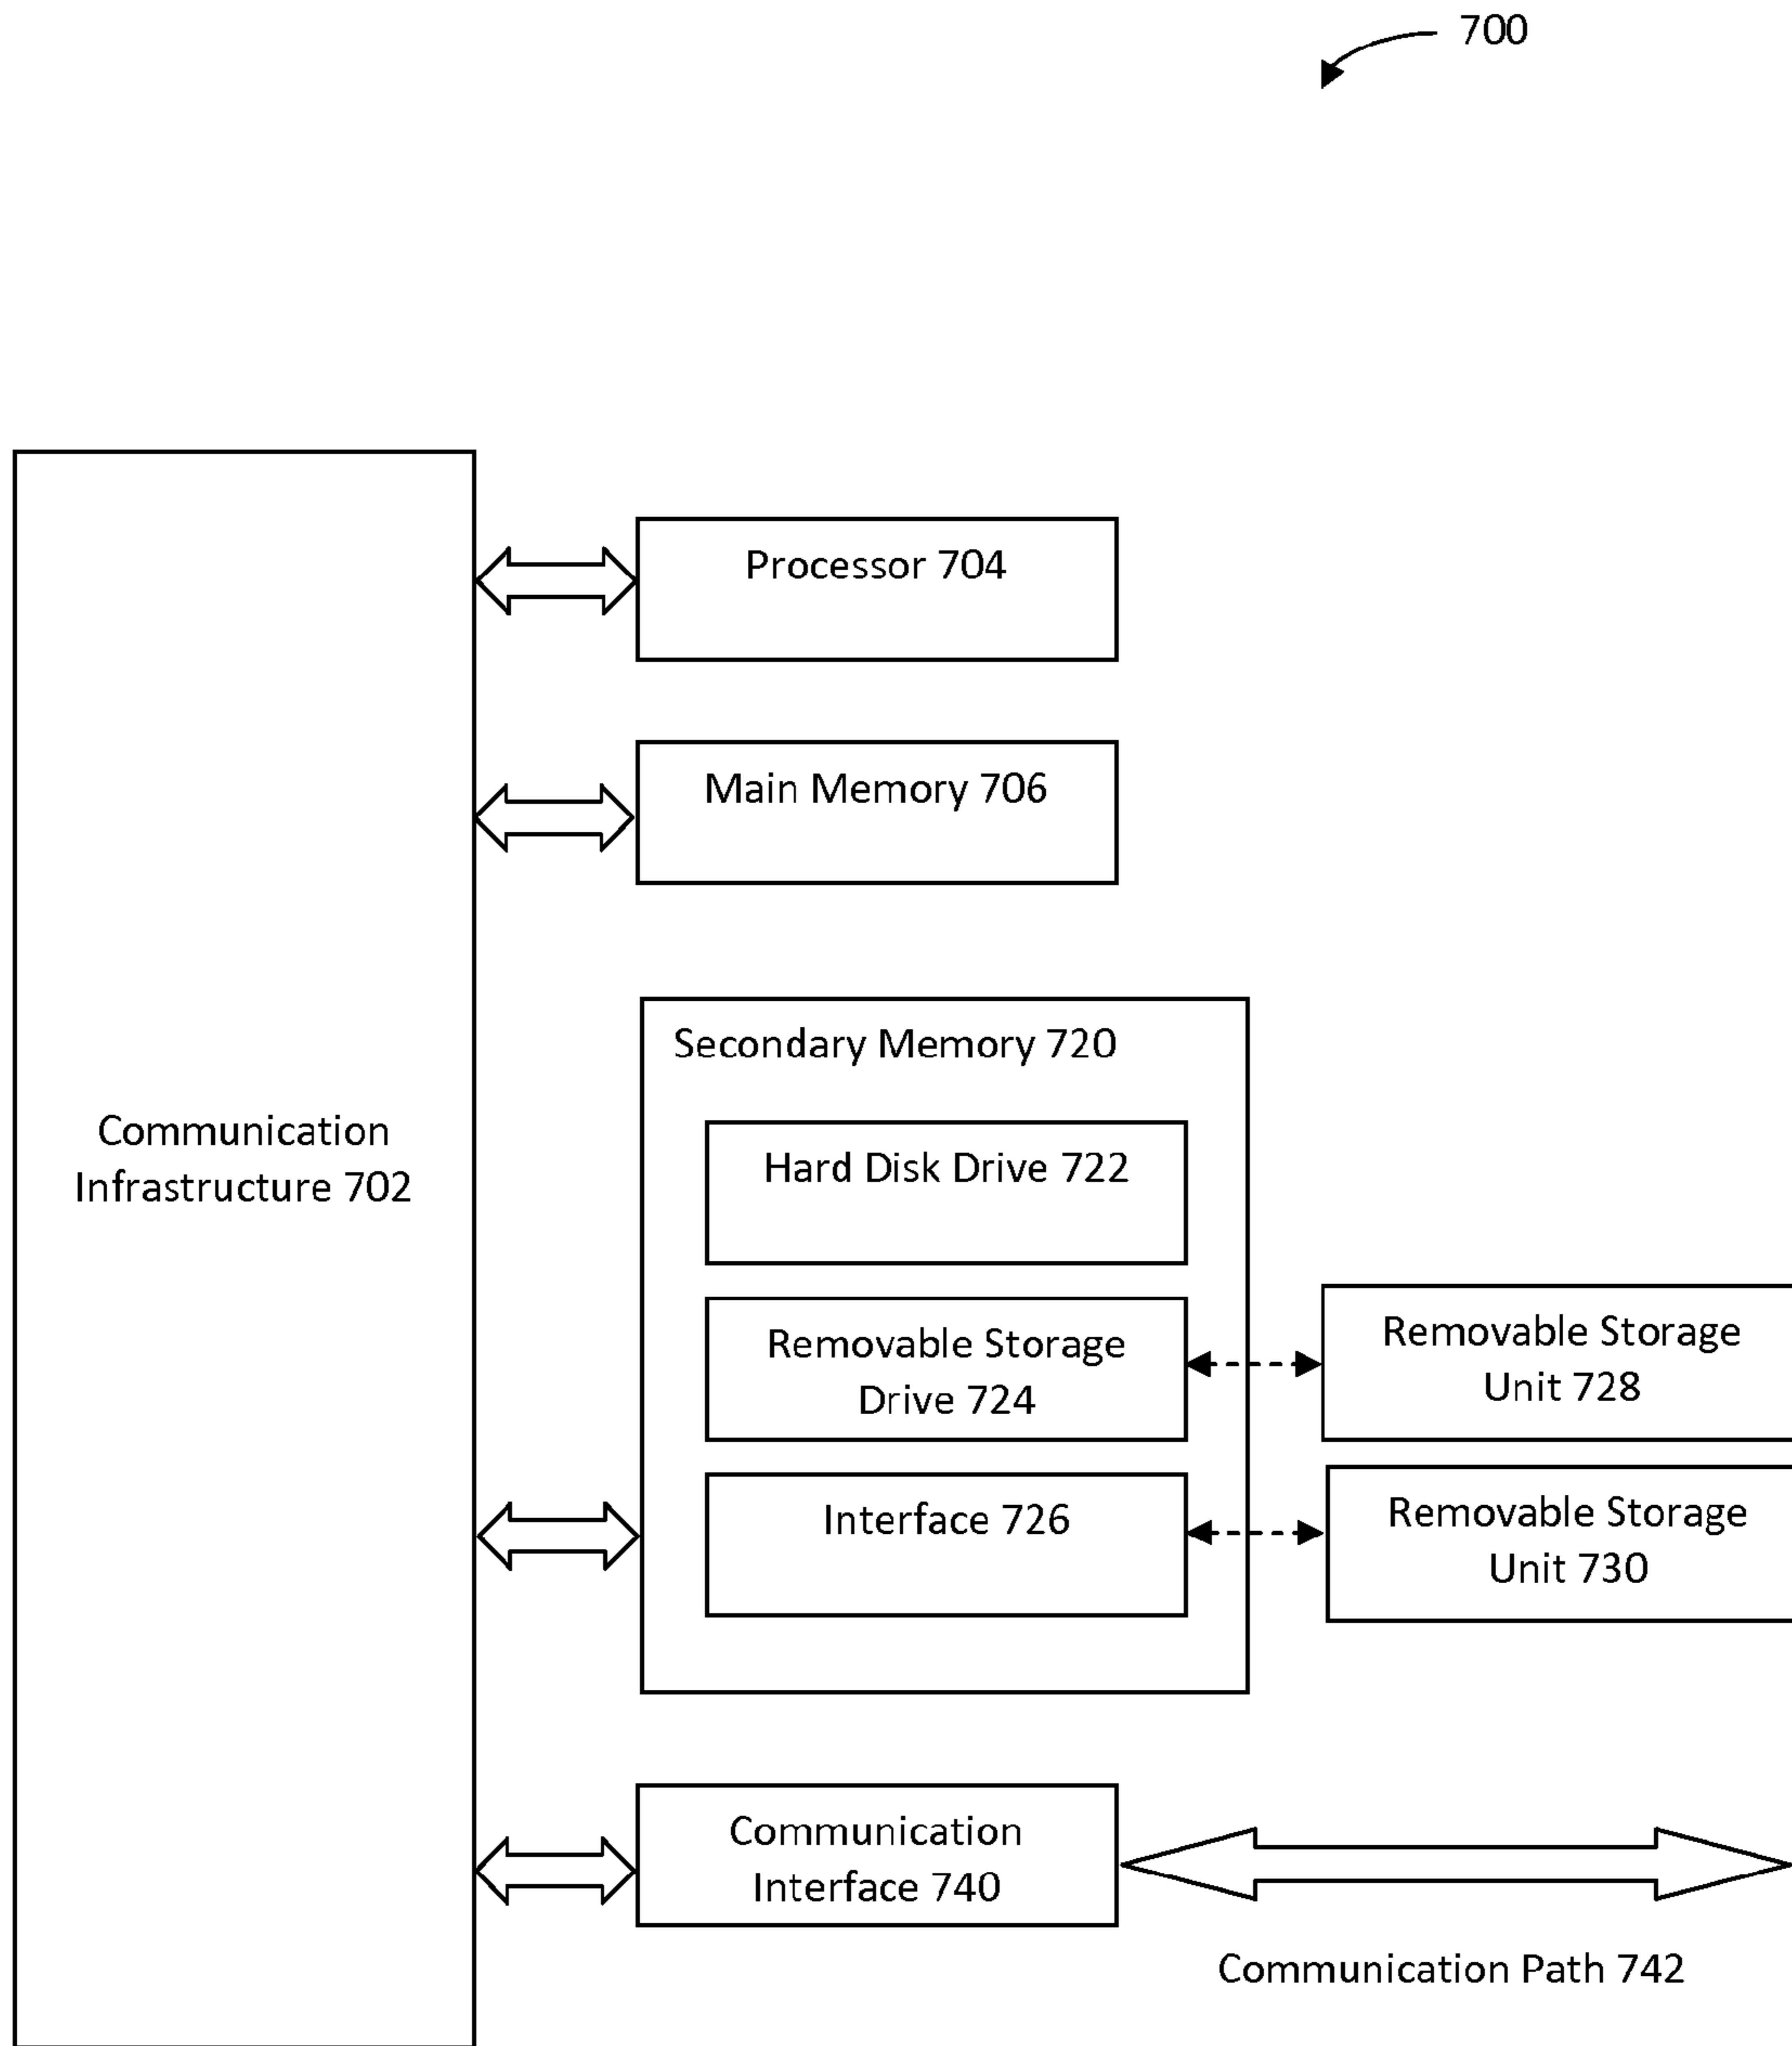 700
Processor 704
Main Memory 706
Secondary Memory 720
Communication
Infrastructure 702
Hard Disk Drive 722
Removable Storage
Drive 724
Removable Storage
Unit 728
Interface 726
Removable Storage
Unit 730
Communication
Interface 740
Communication Path 742